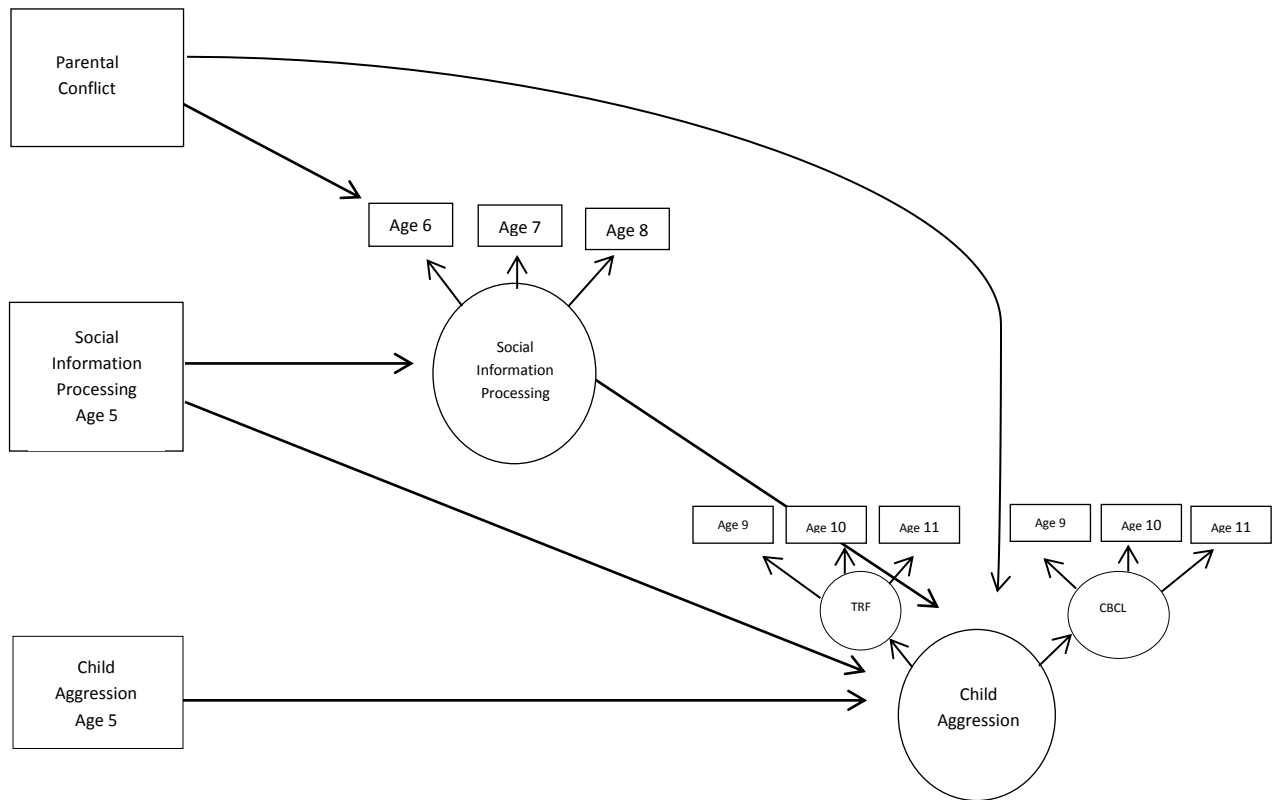 Parental
Conflict
Age 6
Age 7
Age 8
Social
Information
Processing
Age 5
Social
Information
Processing
Age 9
Age 10
Age 11
Age 9
Age 10
Age 11
TRF
CBCL
Child
Aggression
Age 5
Child
Aggression